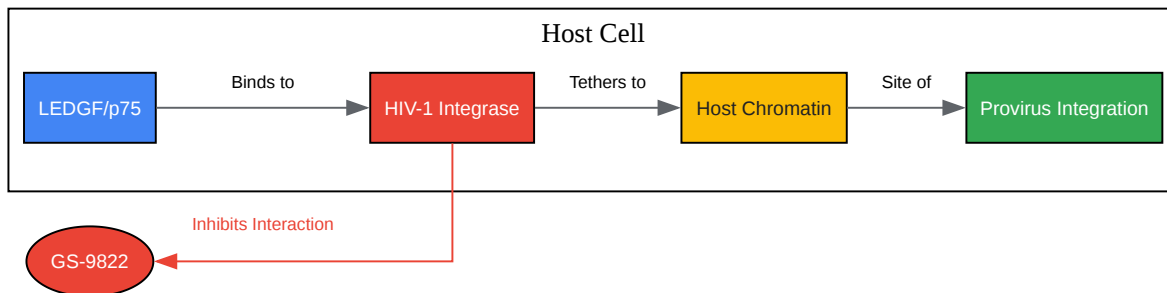 Host Cell
Binds to
Tethers to
Site of
LEDGF/p75
HIV-1 Integrase
Host Chromatin
Provirus Integration
Inhibits Interaction
GS-9822